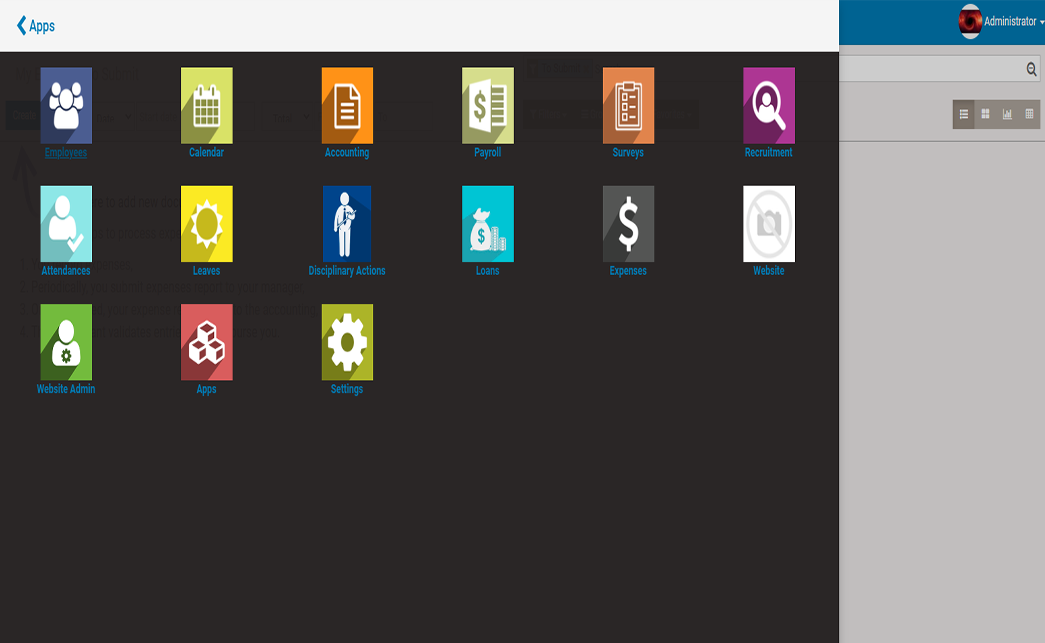 Apps
Administrator
Employees
Calendar
Accounting
Payroll
Surveys
Recruitment
Attendances
Leaves
Disciplinary Actions
Loans
Expenses
Website
Website Admin
Apps
Settings